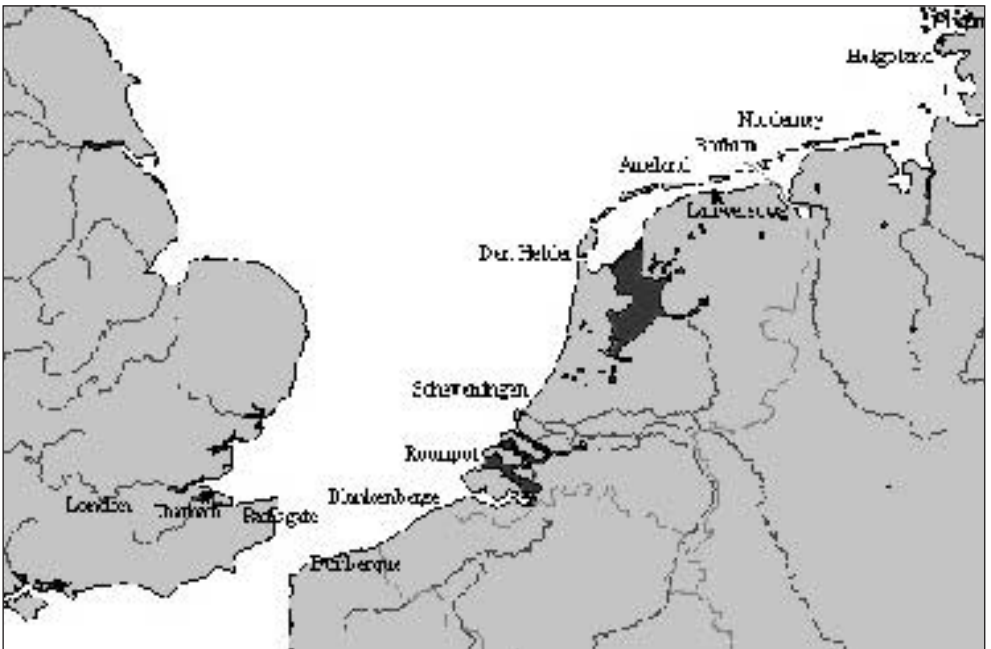 Helgoland
Norderney
Borkum
Ameland
Lauwersoog
Den Helder
Scheveningen
Roompot
Blankenberge
London
Chatham
Ramsgate
Dunkerque